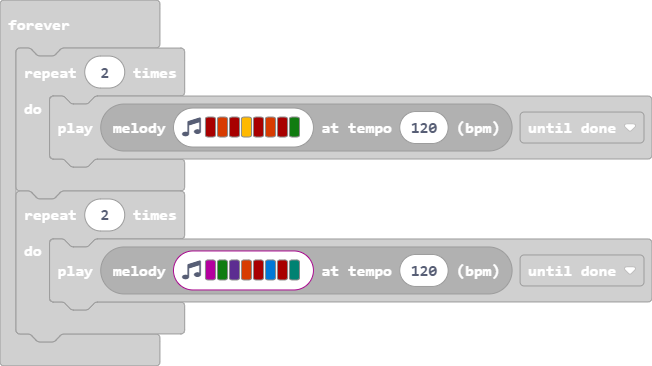 forever
repeat 2 times
do
play melody at tempo 120 (bpm) until done
repeat 2 times
do
play melody at tempo 120 (bpm) until done